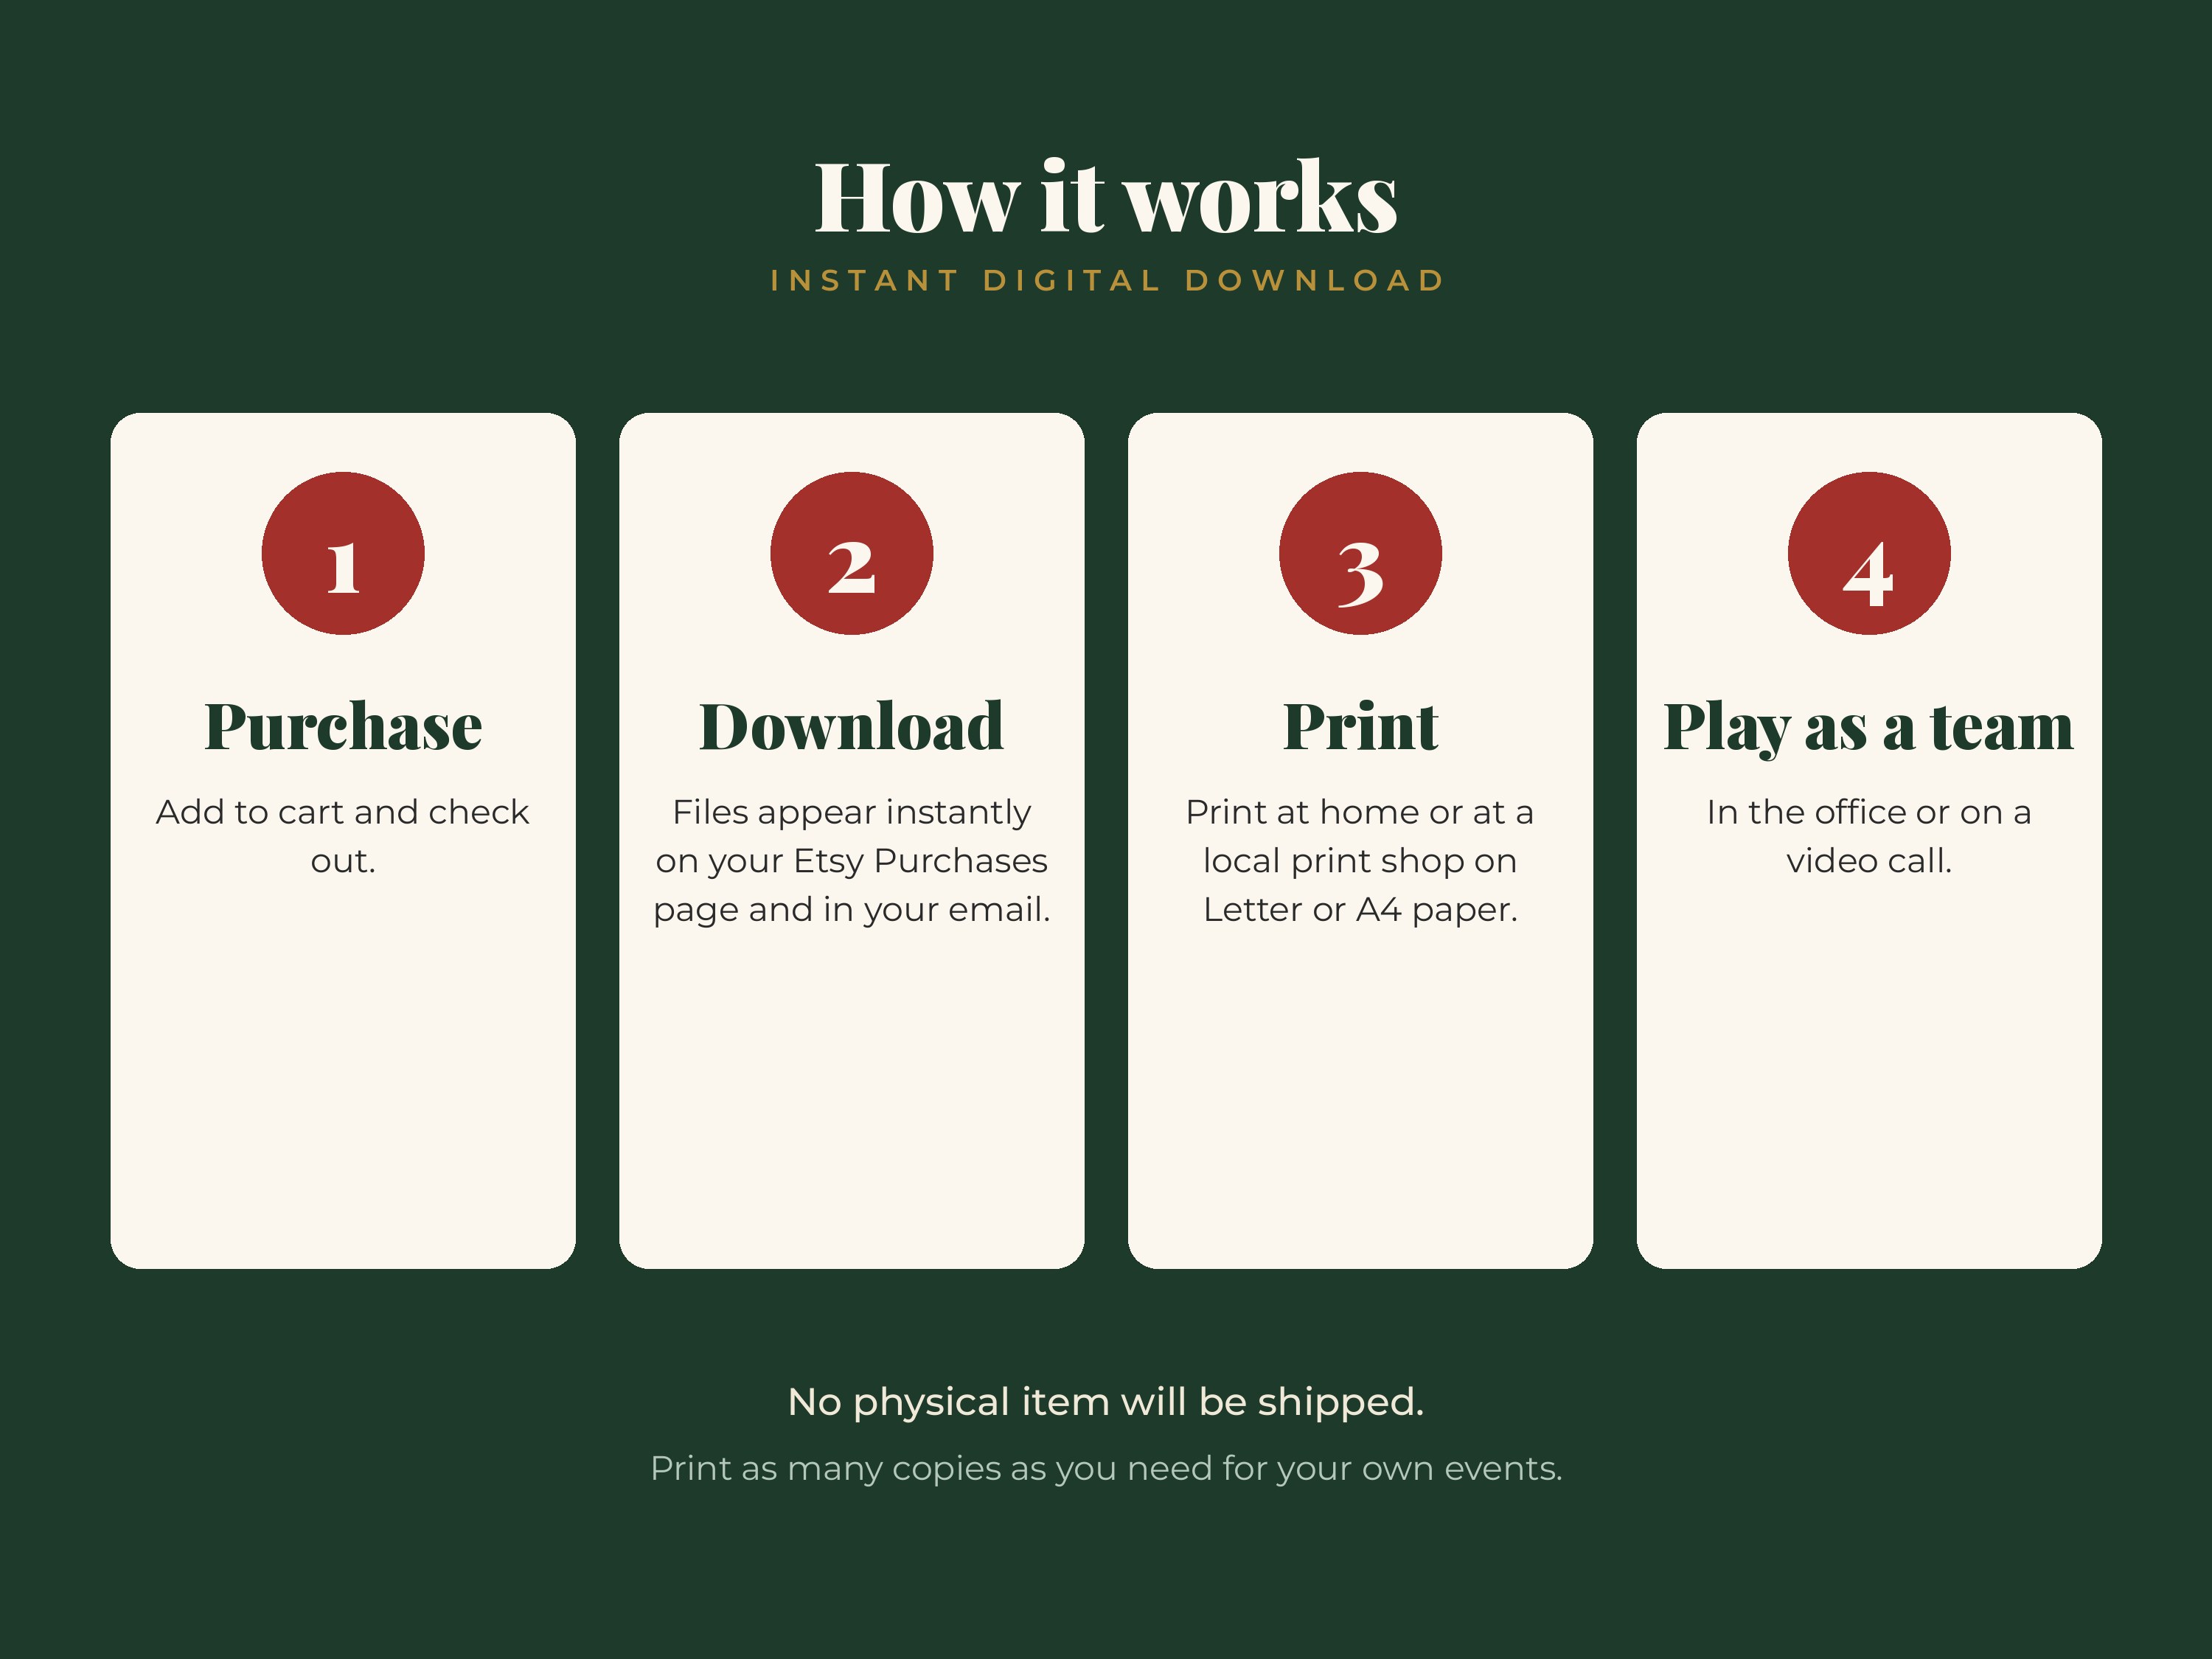 How it works
INSTANT DIGITAL DOWNLOAD
1
Purchase
Add to cart and check
out.
2
Download
Files appear instantly
on your Etsy Purchases
page and in your email.
3
Print
Print at home or at a
local print shop on
Letter or A4 paper.
4
Play as a team
In the office or on a
video call.
No physical item will be shipped.
Print as many copies as you need for your own events.